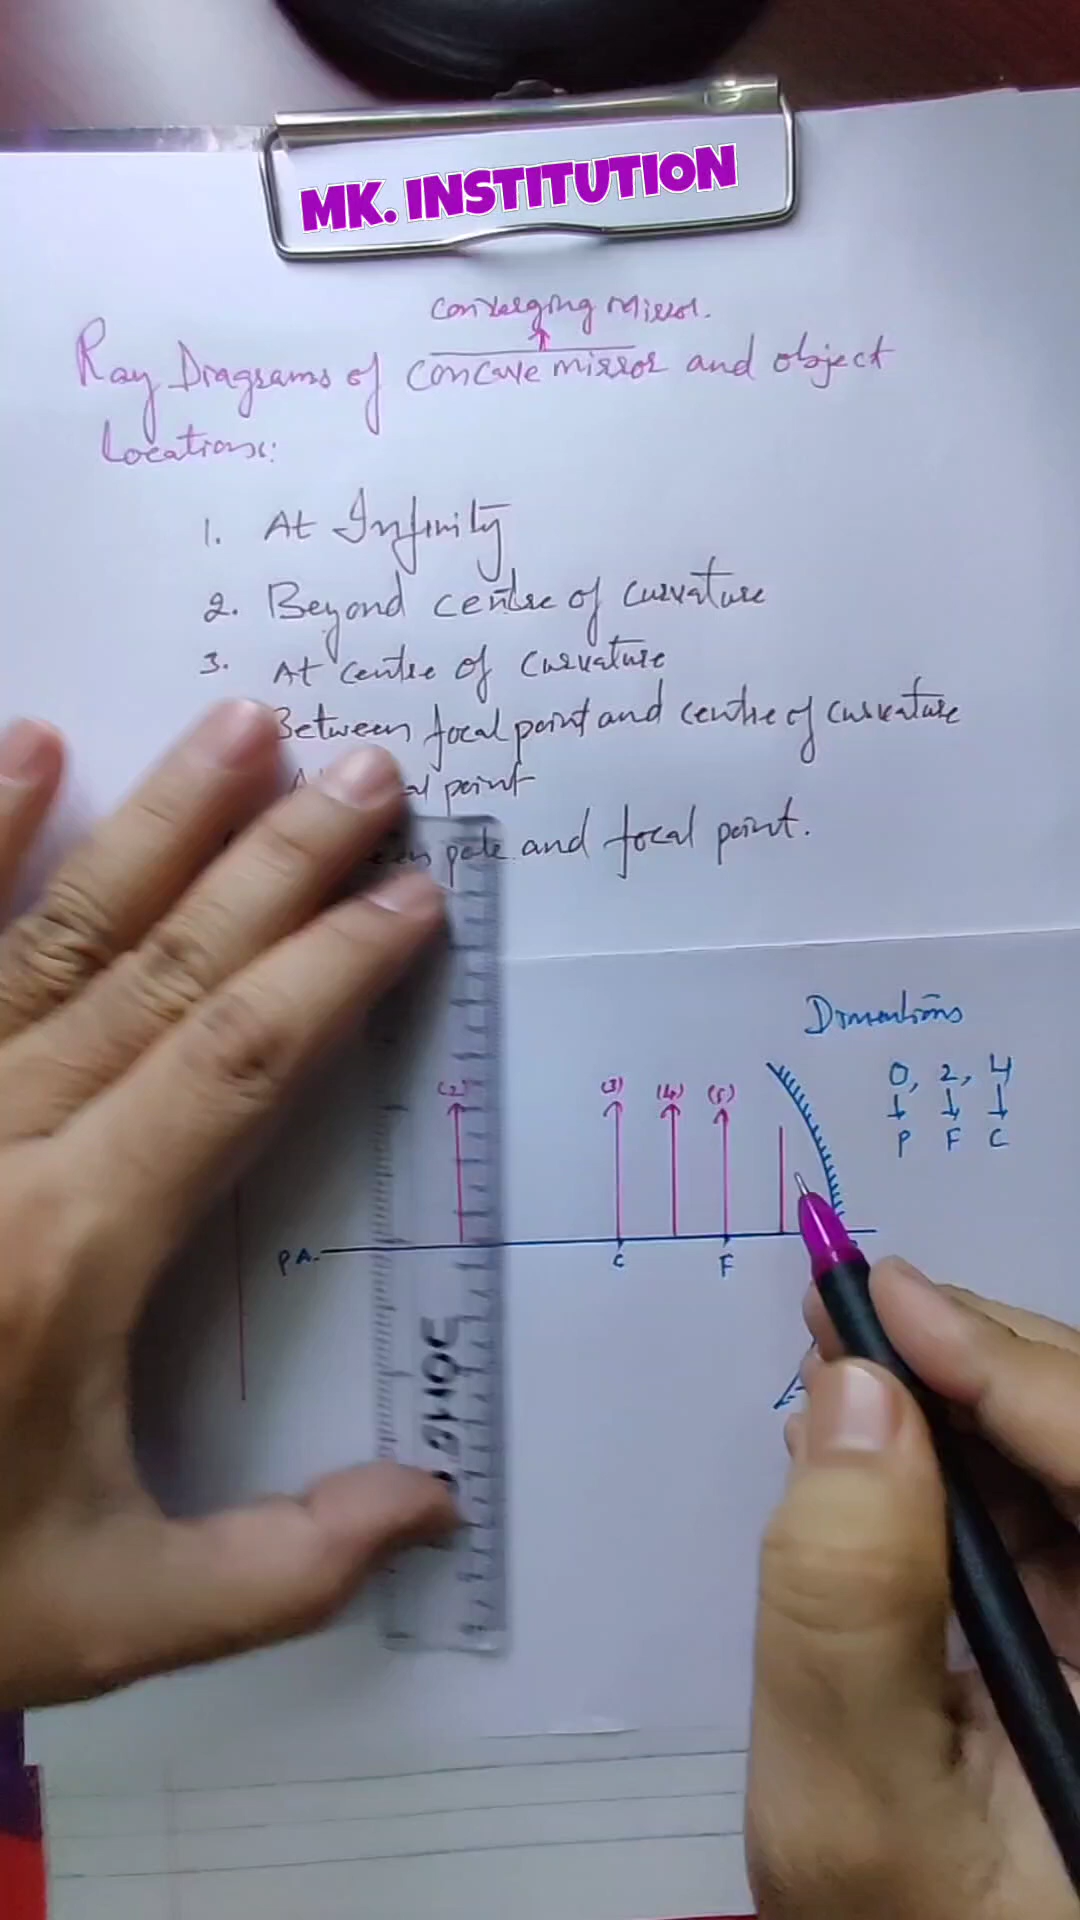 MK. INSTITUTION
Converging Mirror.
Ray Diagrams of concave mirror and object
Locations:
1. At Infinity
2. Beyond centre of curvature
3. At centre of curvature
Between focal point and centre of curvature
point
pole and focal point.
Dimentions
0, 2, 4
P F C
(2) (3) (4) (5)
P.A.
C F